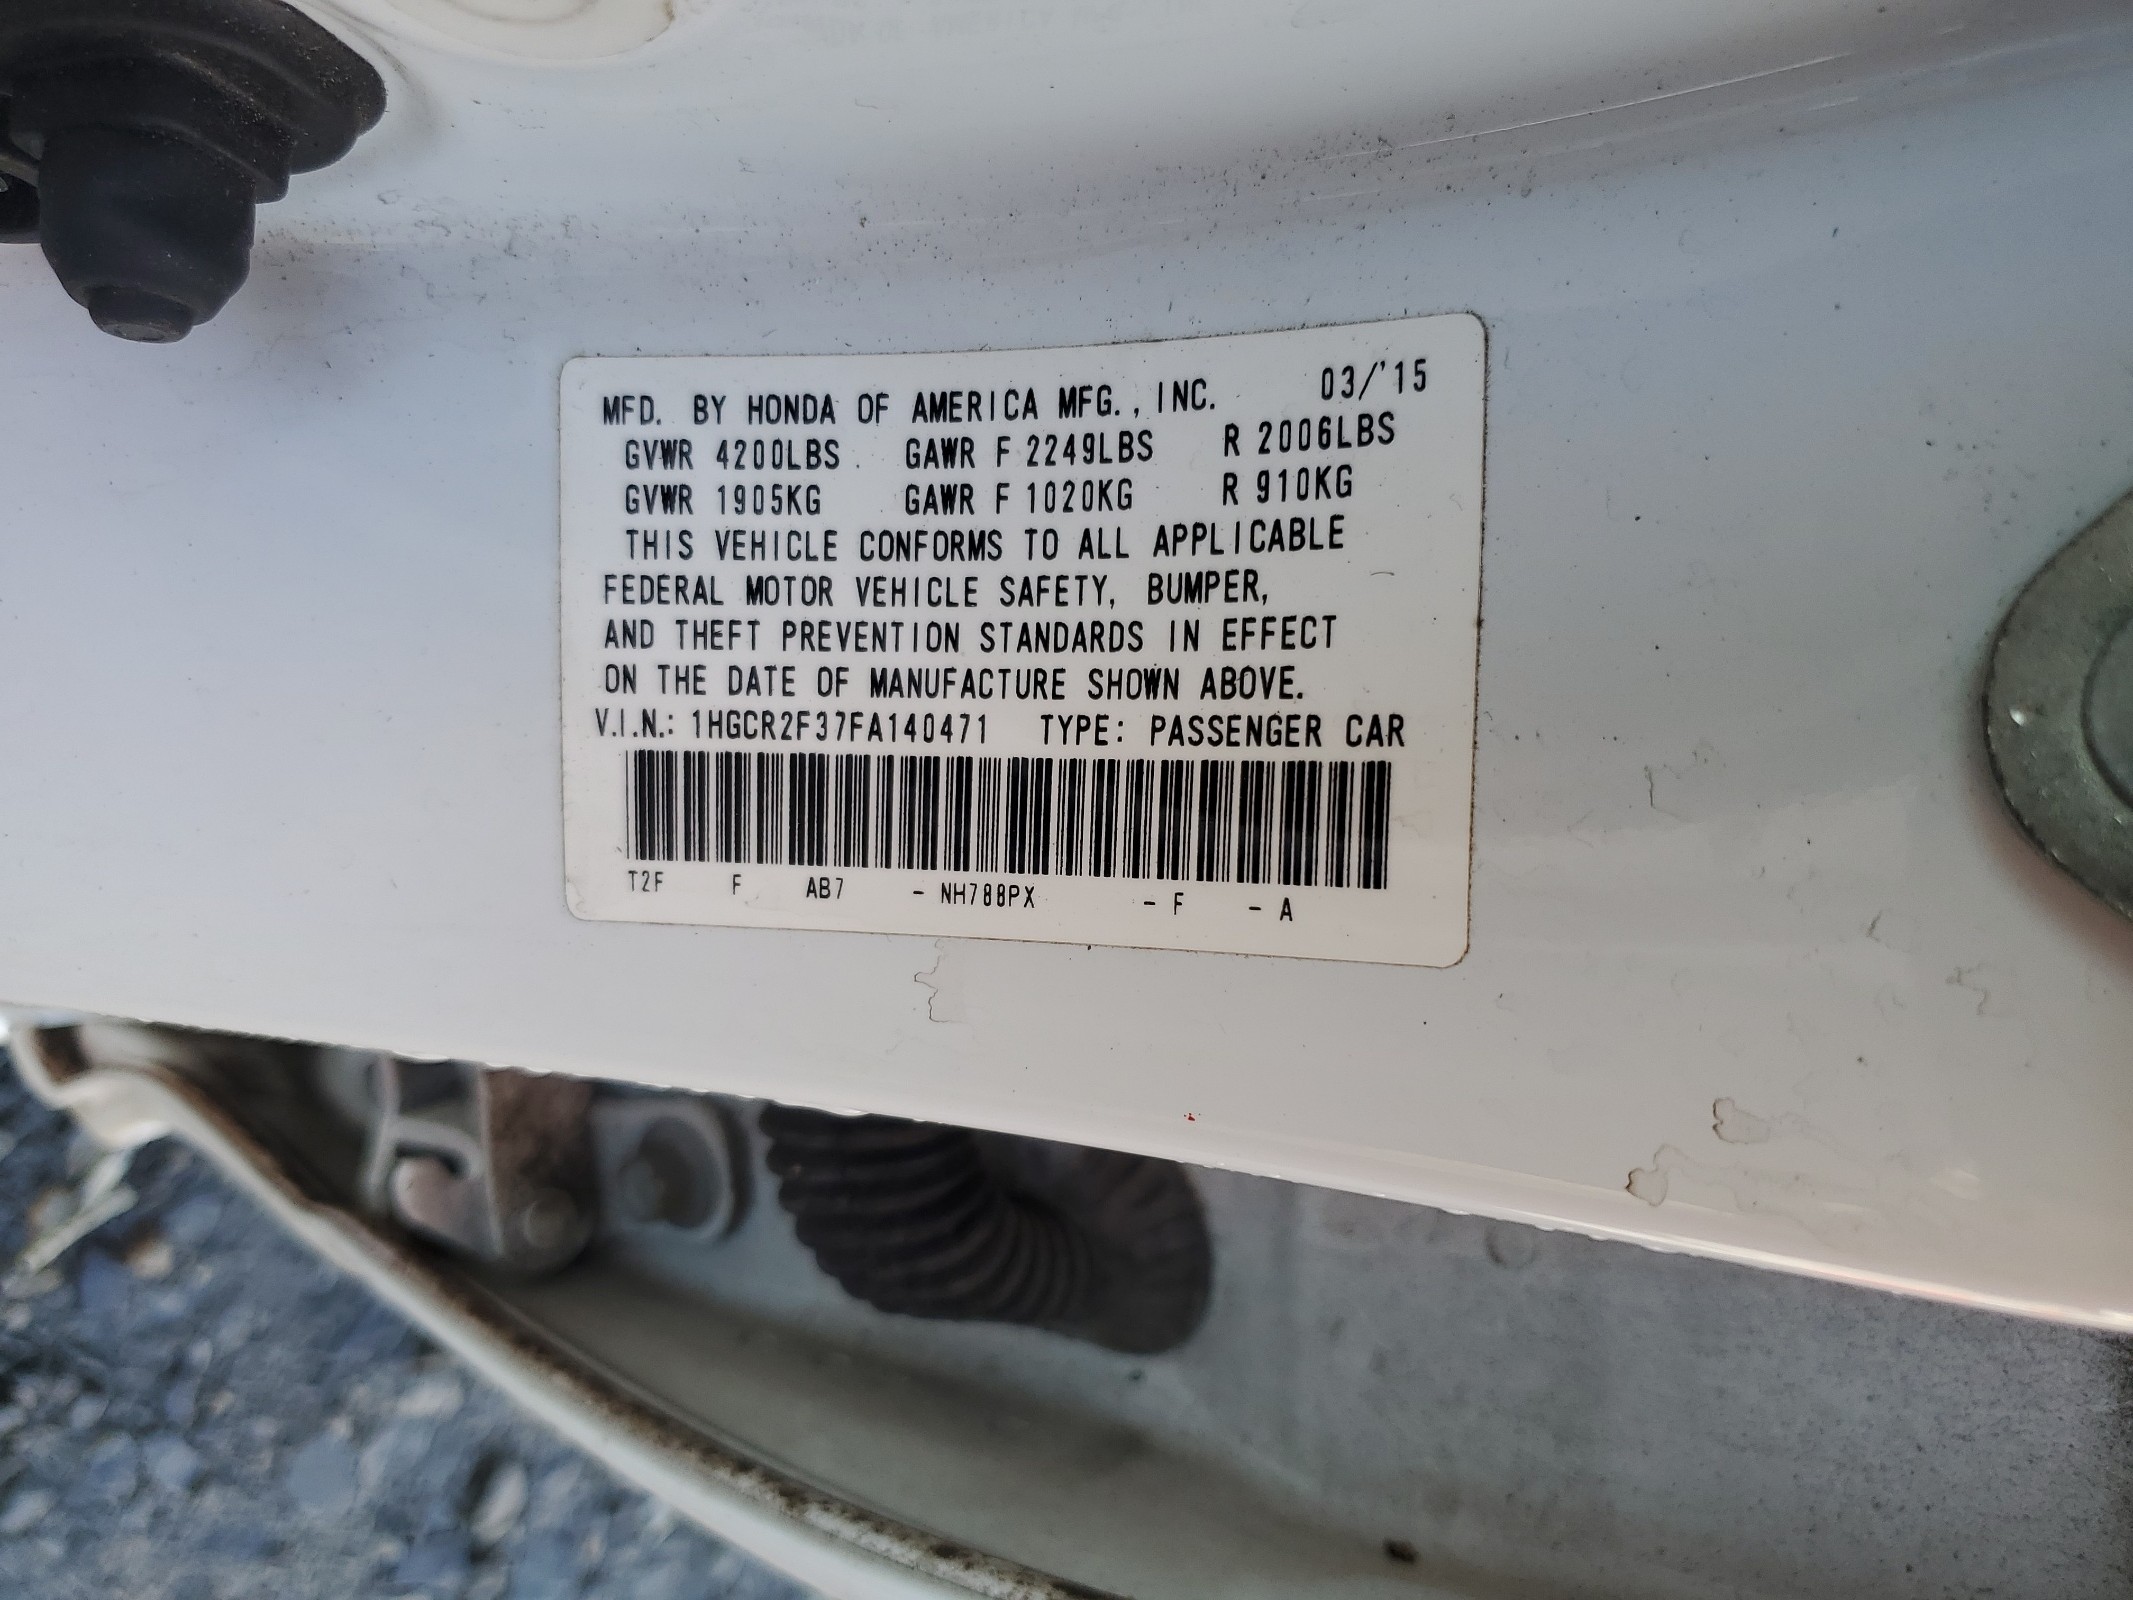 MFD. BY HONDA OF AMERICA MFG., INC. 03/'15
GVWR 4200LBS. GAWR F 2249LBS R 2006LBS
GVWR 1905KG GAWR F 1020KG R 910KG
THIS VEHICLE CONFORMS TO ALL APPLICABLE
FEDERAL MOTOR VEHICLE SAFETY, BUMPER,
AND THEFT PREVENTION STANDARDS IN EFFECT
ON THE DATE OF MANUFACTURE SHOWN ABOVE.
V.I.N.: 1HGCR2F37FA140471 TYPE: PASSENGER CAR
T2F F AB7 - NH788PX - F - A